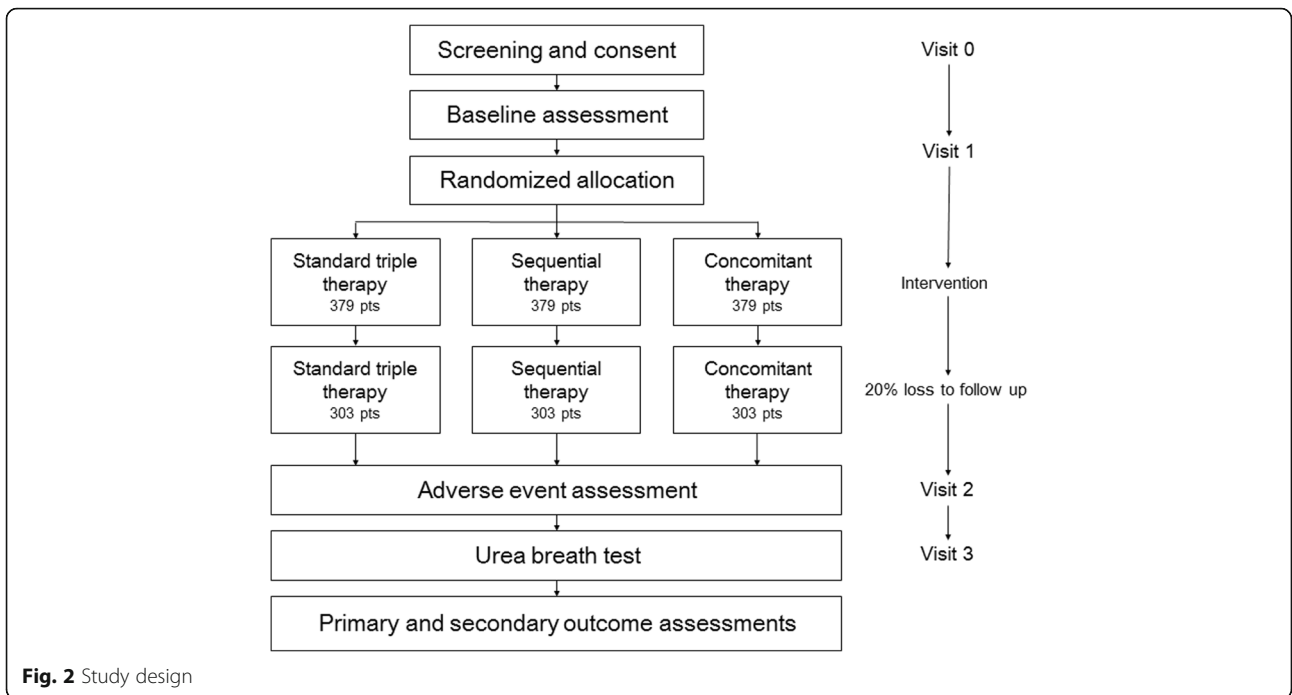 Screening and consent
Visit 0
Baseline assessment
Visit 1
Randomized allocation
Standard triple
therapy
379 pts
Sequential
therapy
379 pts
Concomitant
therapy
379 pts
Intervention
Standard triple
therapy
303 pts
Sequential
therapy
303 pts
Concomitant
therapy
303 pts
20% loss to follow up
Adverse event assessment
Visit 2
Urea breath test
Visit 3
Primary and secondary outcome assessments
Fig. 2 Study design